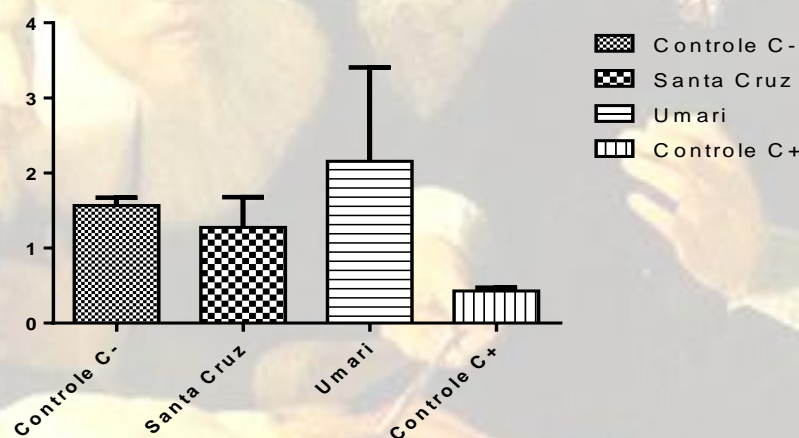 4
3
2
1
0
Controle C-
Santa Cruz
Umari
Controle C+
Controle C-
Santa Cruz
Umari
Controle C+